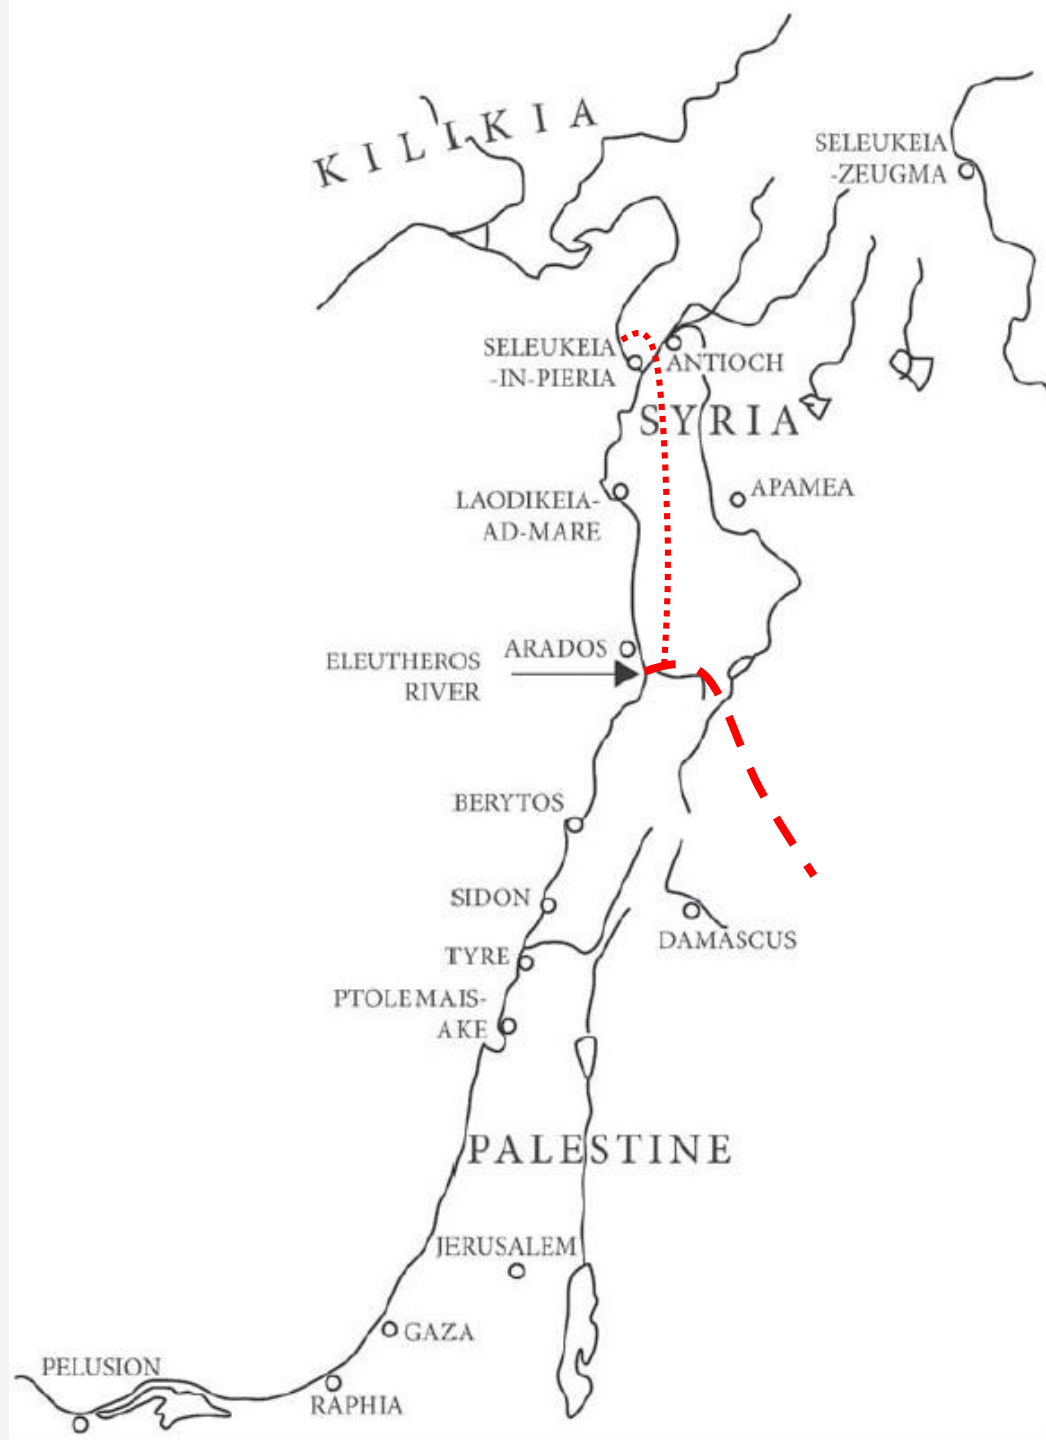 KILIKIA
SELEUKEIA
-ZEUGMA
SELEUKEIA
-IN-PIERIA
ANTIOCH
SYRIA
LAODIKEIA-
AD-MARE
APAMEA
ARADOS
ELEUTHEROS
RIVER
BERYTOS
SIDON
DAMASCUS
TYRE
PTOLEMAIS-
AKE
PALESTINE
JERUSALEM
GAZA
PELUSION
RAPHIA